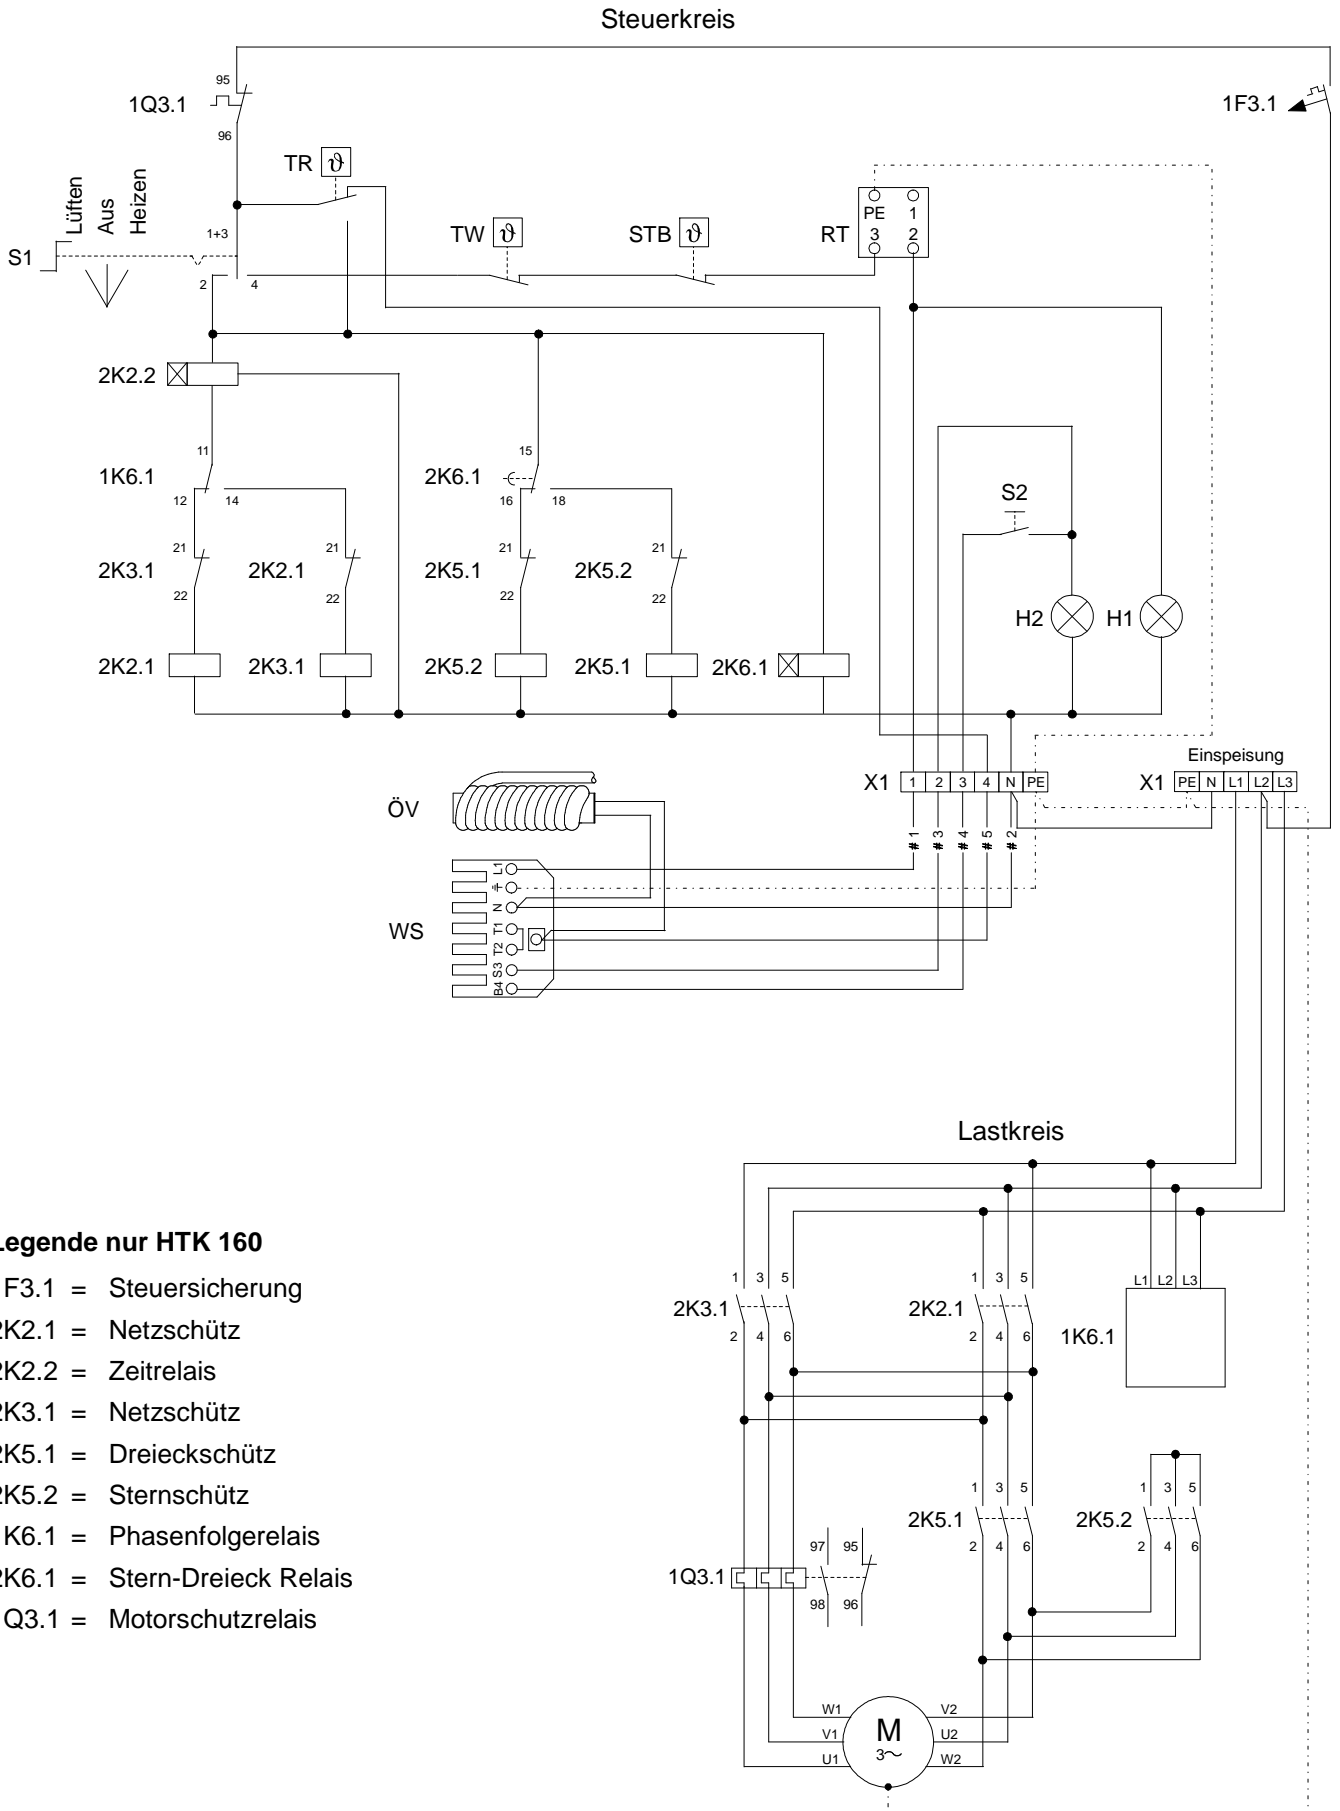 Steuerkreis
95
1Q3.1
96
1F3.1
TR ϑ
Lüften
Aus
Heizen
S1
1+3
2
4
TW ϑ
STB ϑ
RT
PE 1
3 2
2K2.2
11
1K6.1
12
14
15
2K6.1
16
18
S2
21
2K3.1
22
21
2K2.1
22
21
2K5.1
22
21
2K5.2
22
H2
H1
2K2.1
2K3.1
2K5.2
2K5.1
2K6.1
Einspeisung
X1 1 2 3 4 N PE
X1 PE N L1 L2 L3
# 1
# 3
# 4
# 5
# 2
ÖV
WS
L1
N
T1
T2
S3
B4
Lastkreis
Legende nur HTK 160
F3.1 = Steuersicherung
2K2.1 = Netzschütz
2K2.2 = Zeitrelais
2K3.1 = Netzschütz
2K5.1 = Dreieckschütz
2K5.2 = Sternschütz
K6.1 = Phasenfolgerelais
2K6.1 = Stern-Dreieck Relais
Q3.1 = Motorschutzrelais
1 3 5
2K3.1
2 4 6
1 3 5
2K2.1
2 4 6
L1 L2 L3
1K6.1
1 3 5
2K5.1
2 4 6
1 3 5
2K5.2
2 4 6
97 95
1Q3.1
98 96
W1
V1
U1
M
3~
V2
U2
W2